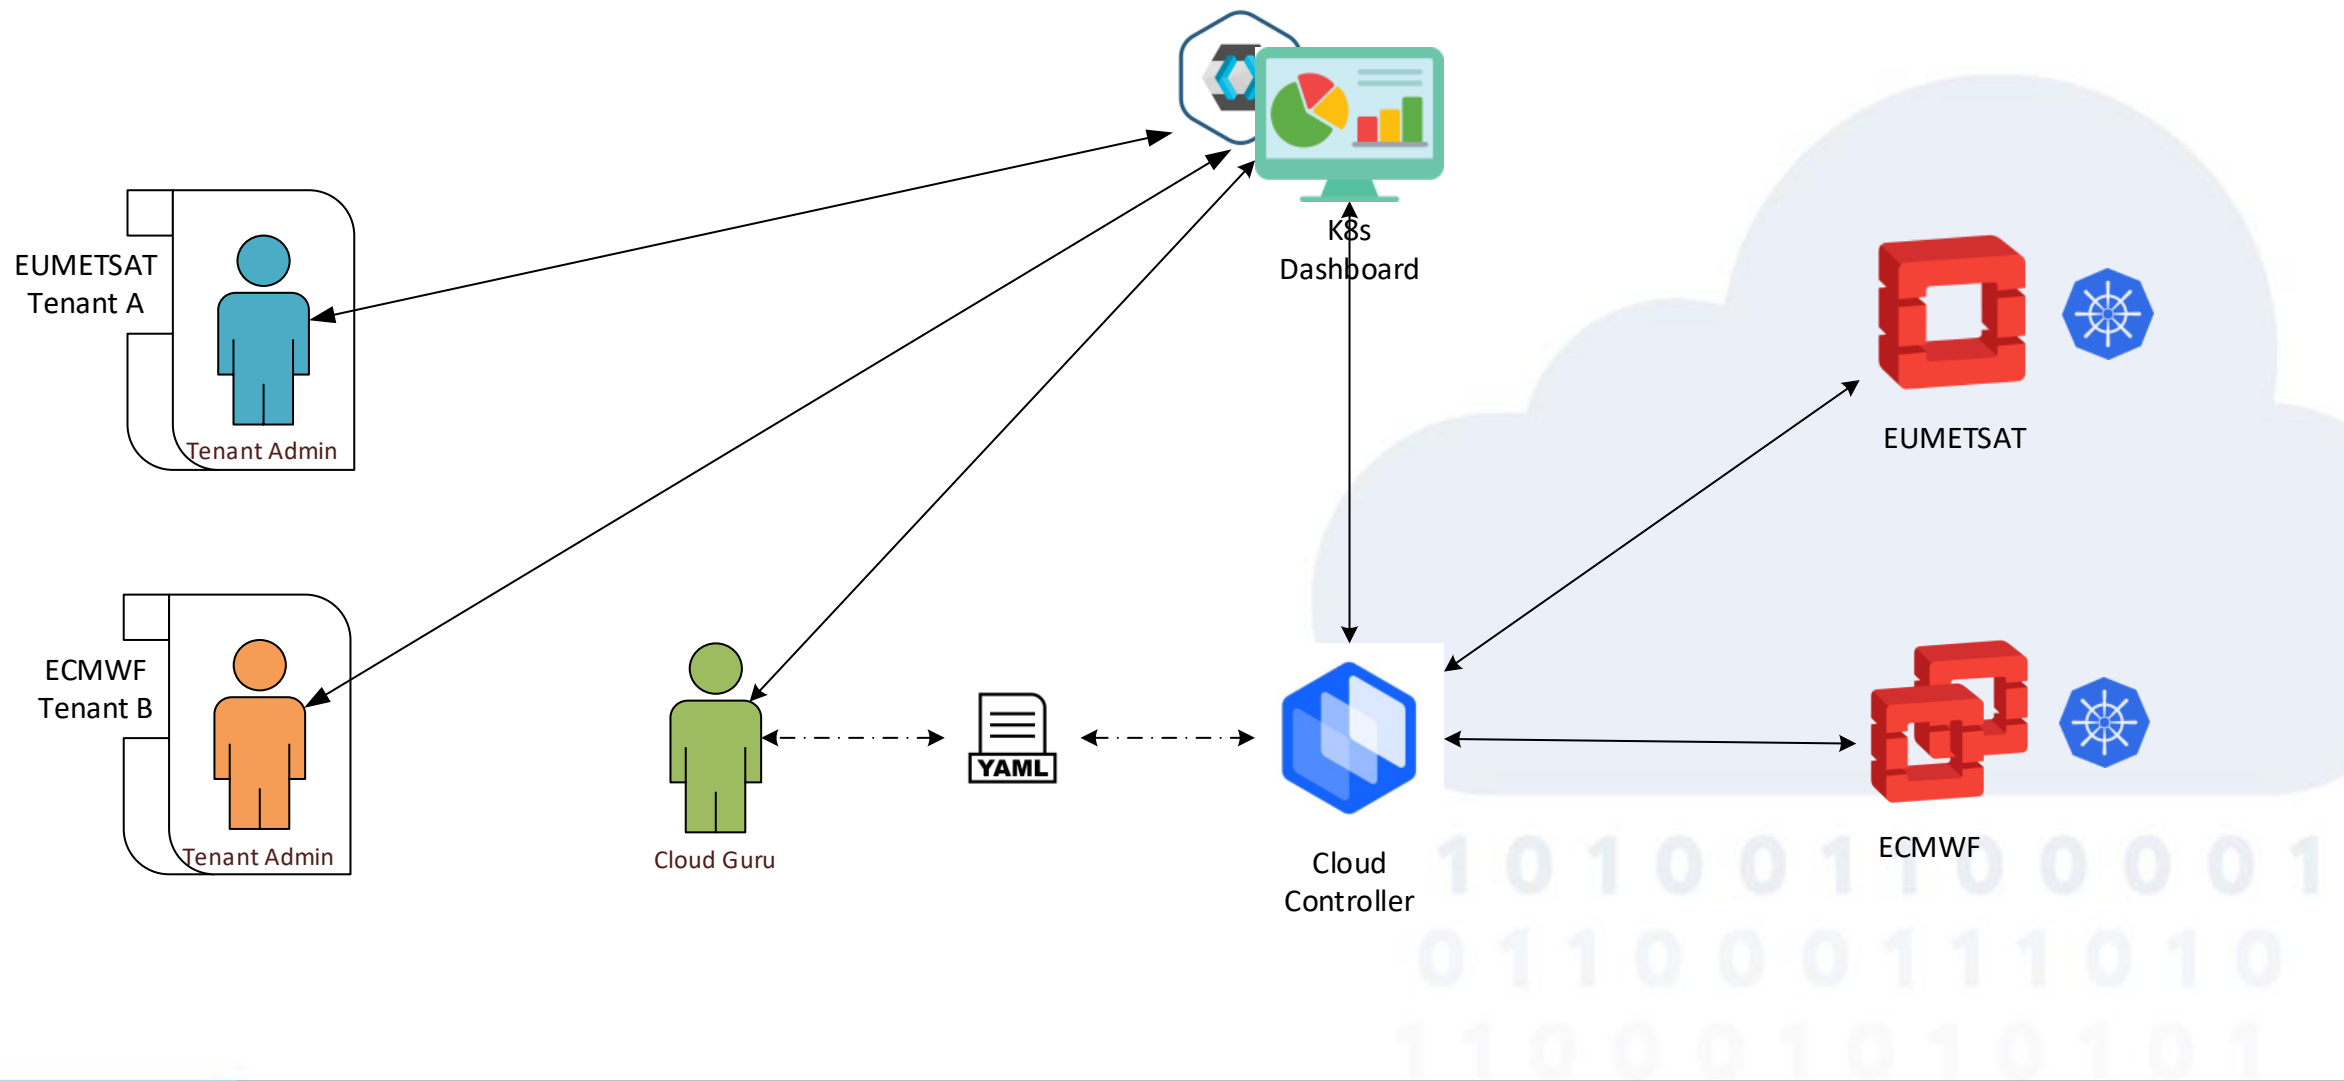 K8s
Dashboard
EUMETSAT
Tenant A
Tenant Admin
EUMETSAT
ECMWF
Tenant B
Tenant Admin
Cloud Guru
YAML
Cloud
Controller
ECMWF
1 0 1 0 0 1 1 0 0 0 0 1
0 1 1 0 0 0 1 1 1 0 1 0
1 1 0 0 0 1 0 1 0 1 0 1